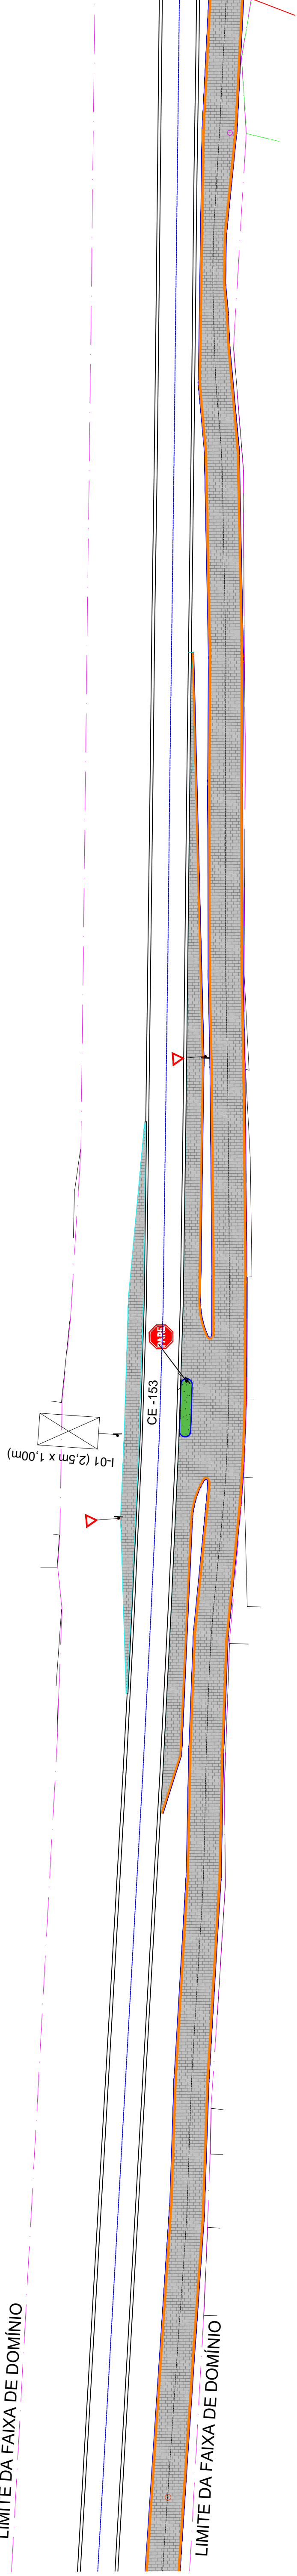 PARE
CE -153
I-01 (2,5m x 1,00m)
LIMITE DA FAIXA DE DOMÍNIO
LIMITE DA FAIXA DE DOMÍNIO